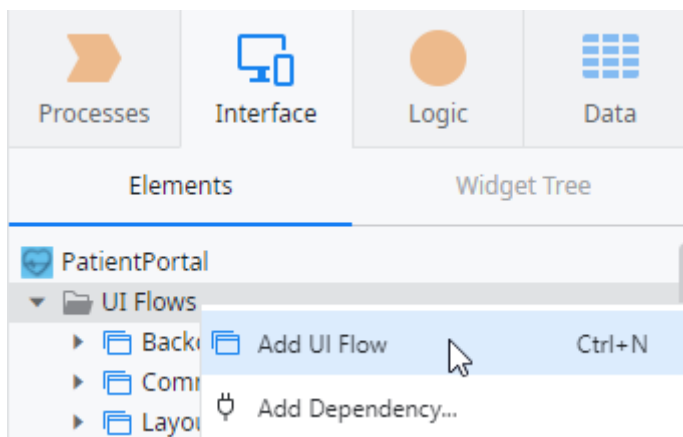 Processes Interface Logic Data
Elements Widget Tree
PatientPortal
UI Flows
Add UI Flow Ctrl+N
Add Dependency...